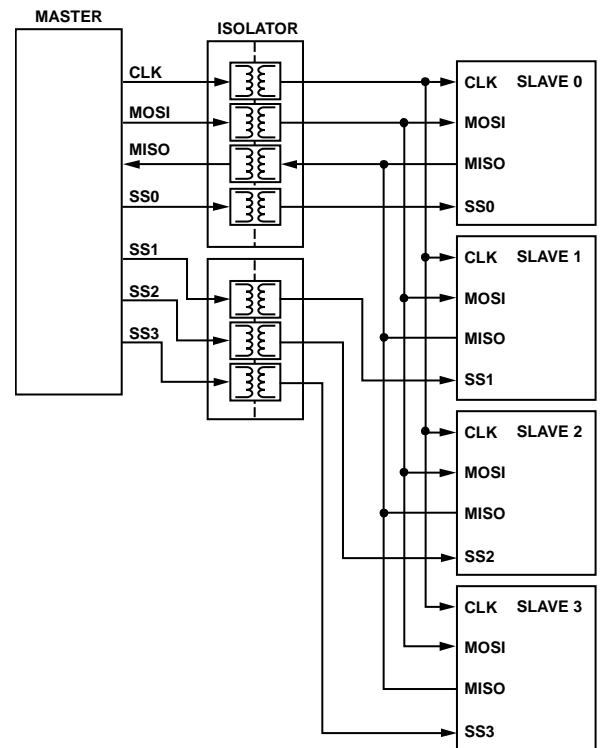 MASTER
ISOLATOR
CLK
MOSI
MISO
SS0
SS1
SS2
SS3
CLK SLAVE 0
MOSI
MISO
SS0
CLK SLAVE 1
MOSI
MISO
SS1
CLK SLAVE 2
MOSI
MISO
SS2
CLK SLAVE 3
MOSI
MISO
SS3